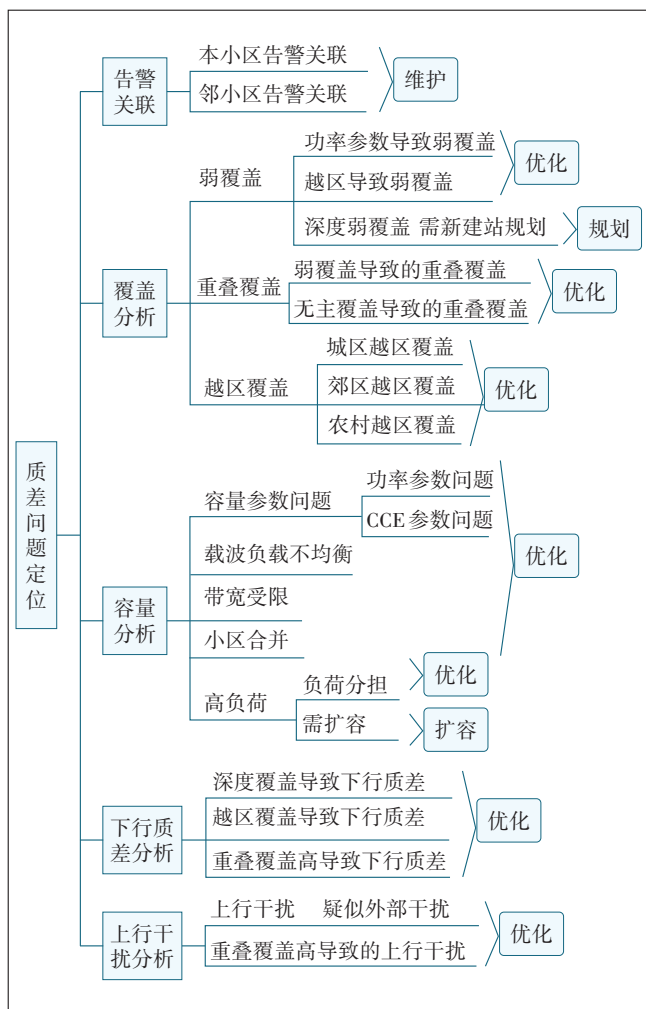 质差问题定位
告警
关联
本小区告警关联
邻小区告警关联
维护
覆盖
分析
弱覆盖
功率参数导致弱覆盖
越区导致弱覆盖
优化
深度弱覆盖 需新建站规划
规划
重叠覆盖
弱覆盖导致的重叠覆盖
无主覆盖导致的重叠覆盖
优化
越区覆盖
城区越区覆盖
郊区越区覆盖
农村越区覆盖
优化
容量
分析
容量参数问题
功率参数问题
CCE参数问题
载波负载不均衡
带宽受限
小区合并
优化
高负荷
负荷分担
优化
需扩容
扩容
下行质
差分析
深度覆盖导致下行质差
越区覆盖导致下行质差
重叠覆盖高导致下行质差
优化
上行干
扰分析
上行干扰 疑似外部干扰
重叠覆盖高导致的上行干扰
优化